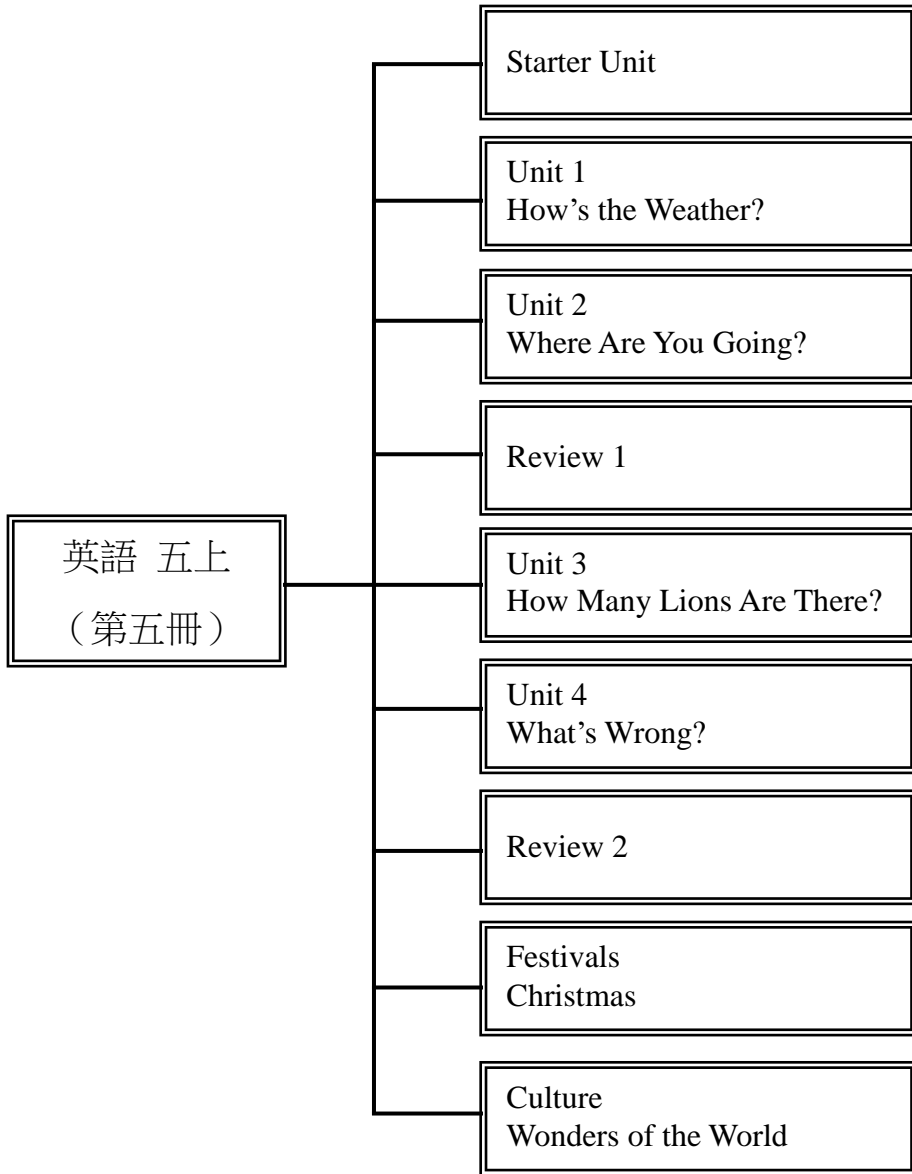 Starter Unit
Unit 1
How’s the Weather?
Unit 2
Where Are You Going?
Review 1
英語 五上
（第五冊）
Unit 3
How Many Lions Are There?
Unit 4
What’s Wrong?
Review 2
Festivals
Christmas
Culture
Wonders of the World